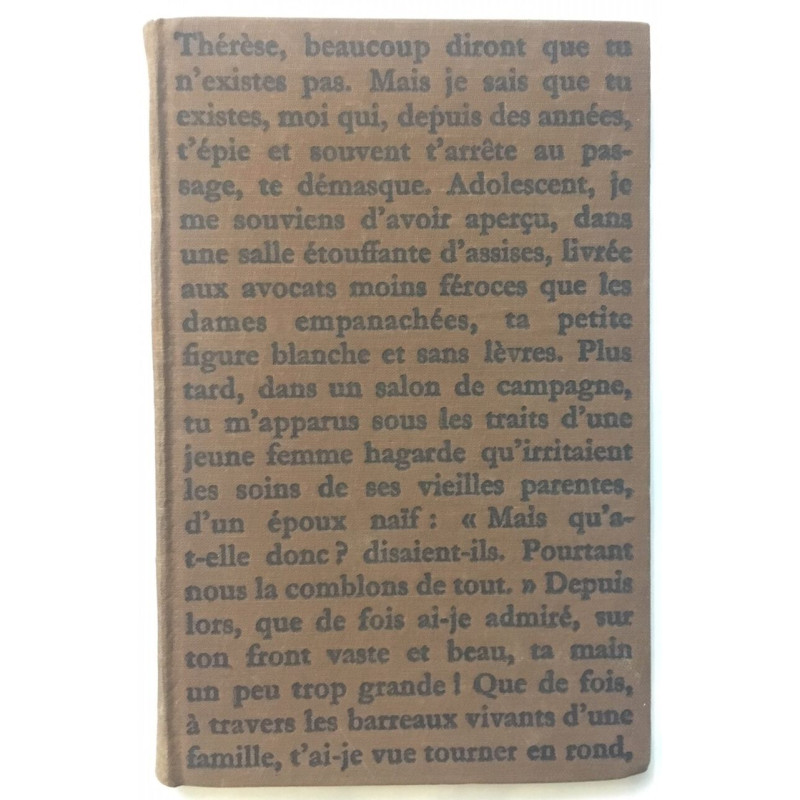 Thérèse, beaucoup diront que tu
n'existes pas. Mais je sais que tu
existes, moi qui, depuis des années,
t'épie et souvent t'arrête au pas-
sage, te démasque. Adolescent, je
me souviens d'avoir aperçu, dans
une salle étouffante d'assises, livrée
aux avocats moins féroces que les
dames empanachées, ta petite
figure blanche et sans lèvres. Plus
tard, dans un salon de campagne,
tu m'apparus sous les traits d'une
jeune femme hagarde qu'irritaient
les soins de ses vieilles parentes,
d'un époux naïf : « Mais qu'a-
t-elle donc ? disaient-ils. Pourtant
nous la comblons de tout. » Depuis
lors, que de fois ai-je admiré, sur
ton front vaste et beau, ta main
un peu trop grande ! Que de fois,
à travers les barreaux vivants d'une
famille, t'ai-je vue tourner en rond,